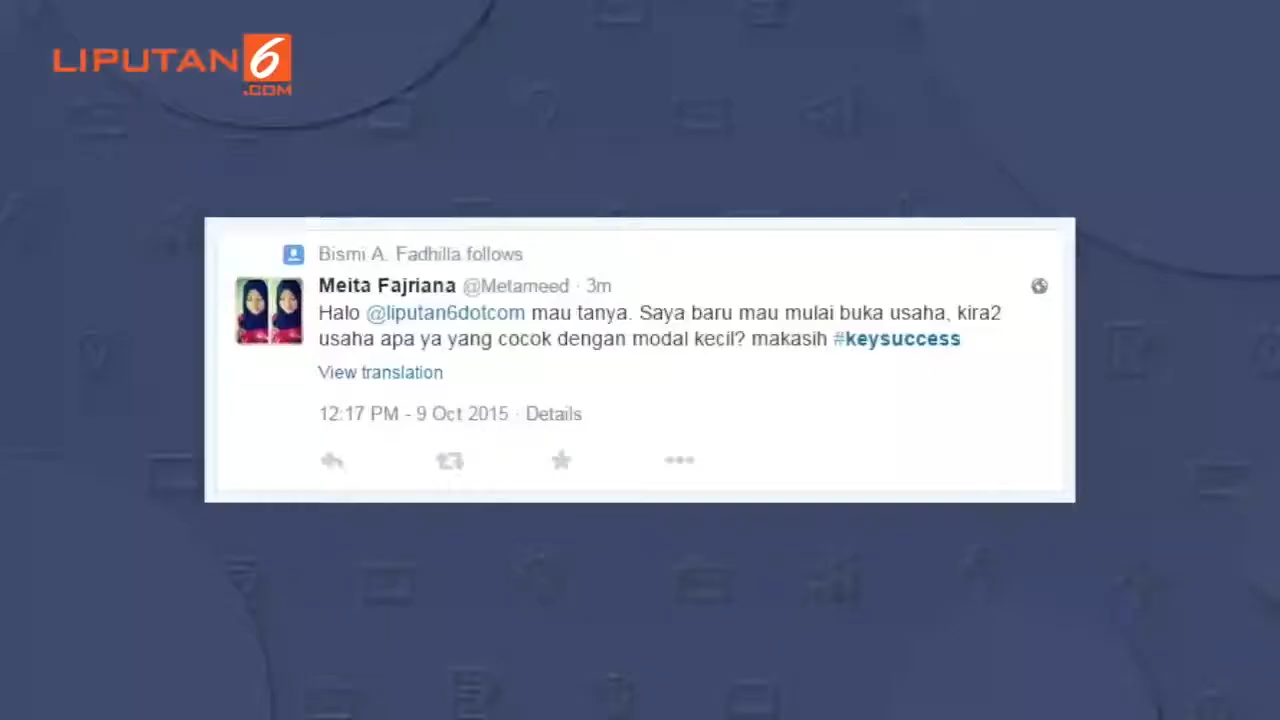 LIPUTAN 6
.COM
Bismi A. Fadhilla follows
Meita Fajriana @Metameed · 3m
Halo @liputan6dotcom mau tanya. Saya baru mau mulai buka usaha, kira2
usaha apa ya yang cocok dengan modal kecil? makasih #keysuccess
View translation
12:17 PM - 9 Oct 2015 · Details